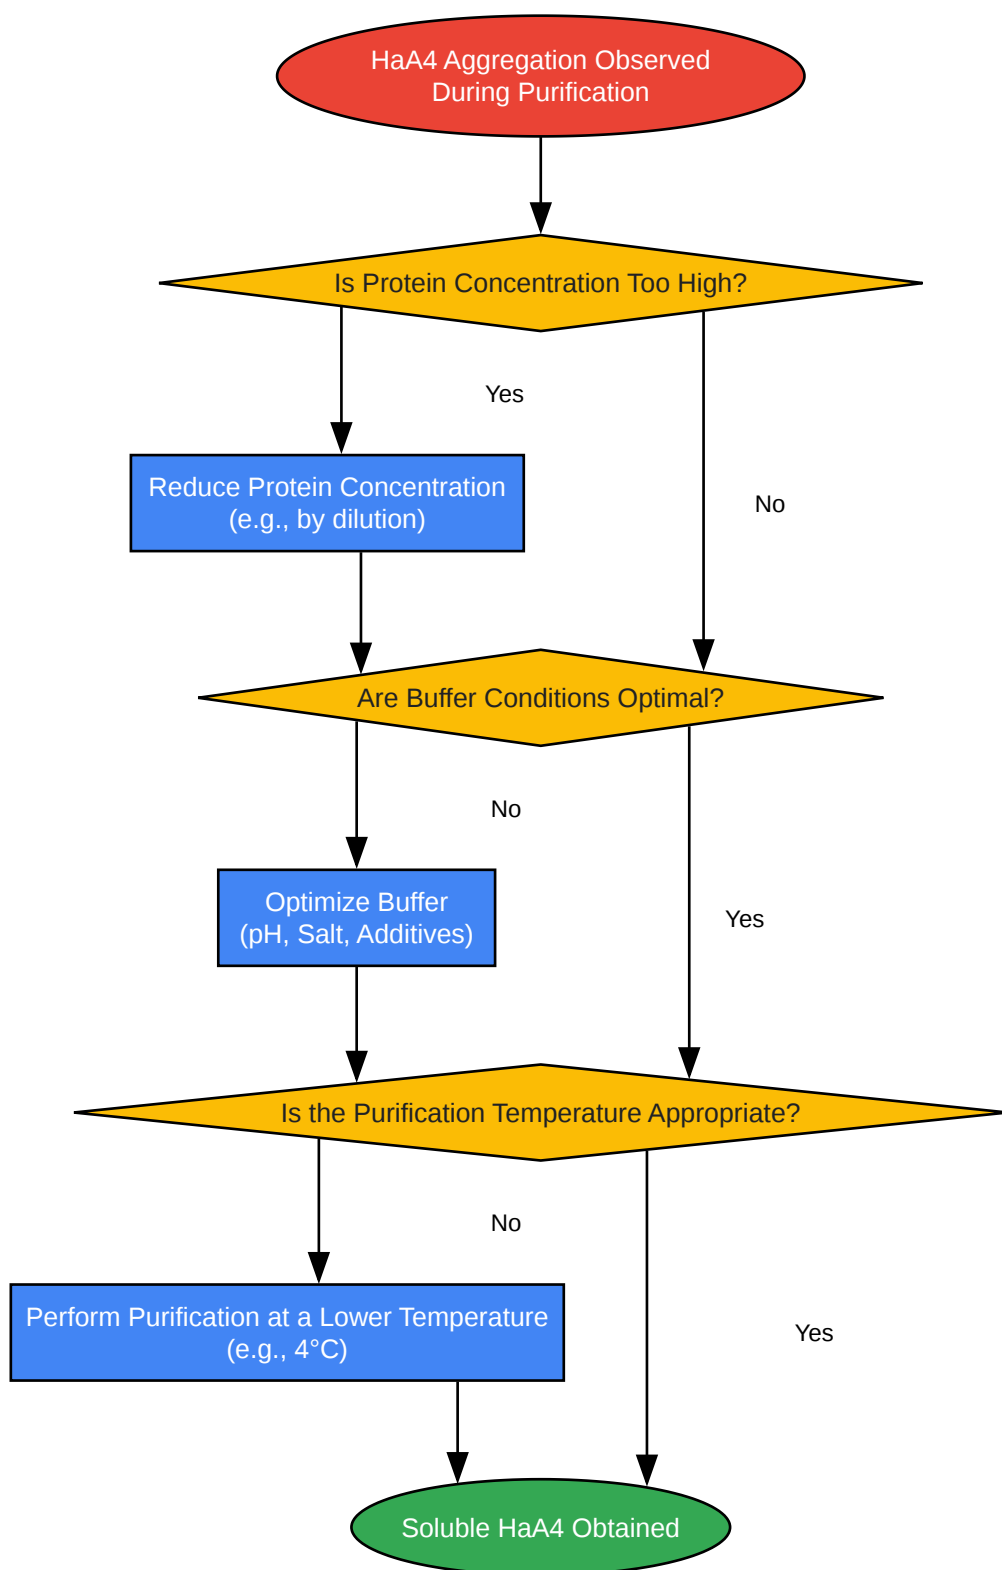 HaA4 Aggregation Observed
During Purification
Is Protein Concentration Too High?
Yes
Reduce Protein Concentration
(e.g., by dilution)
No
Are Buffer Conditions Optimal?
No
Optimize Buffer
(pH, Salt, Additives)
Yes
Is the Purification Temperature Appropriate?
No
Perform Purification at a Lower Temperature
(e.g., 4°C)
Yes
Soluble HaA4 Obtained